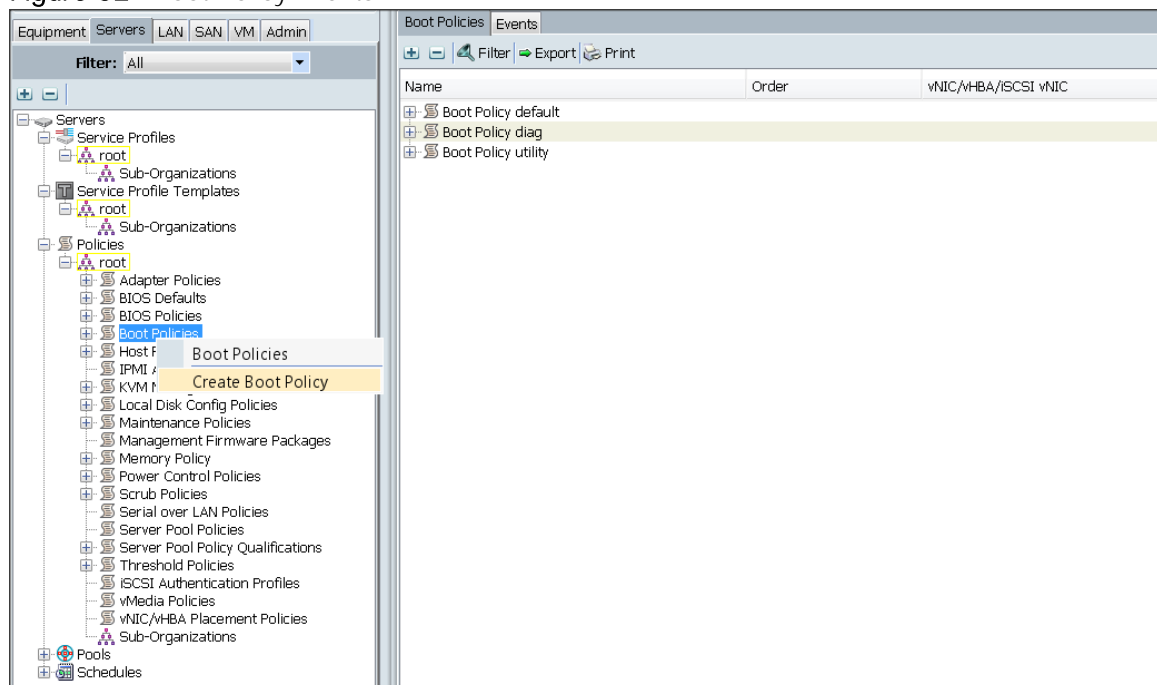 Equipment Servers LAN SAN VM Admin
Filter: All
Servers
Service Profiles
root
Sub-Organizations
Service Profile Templates
root
Sub-Organizations
Policies
root
Adapter Policies
BIOS Defaults
BIOS Policies
Boot Policies
Host F
IPMI
KVM
Boot Policies
Create Boot Policy
Local Disk Config Policies
Maintenance Policies
Management Firmware Packages
Memory Policy
Power Control Policies
Scrub Policies
Serial over LAN Policies
Server Pool Policies
Server Pool Policy Qualifications
Threshold Policies
iSCSI Authentication Profiles
vMedia Policies
vNIC/vHBA Placement Policies
Sub-Organizations
Pools
Schedules
Boot Policies Events
Filter Export Print
Name Order vNIC/vHBA/iSCSI vNIC
Boot Policy default
Boot Policy diag
Boot Policy utility